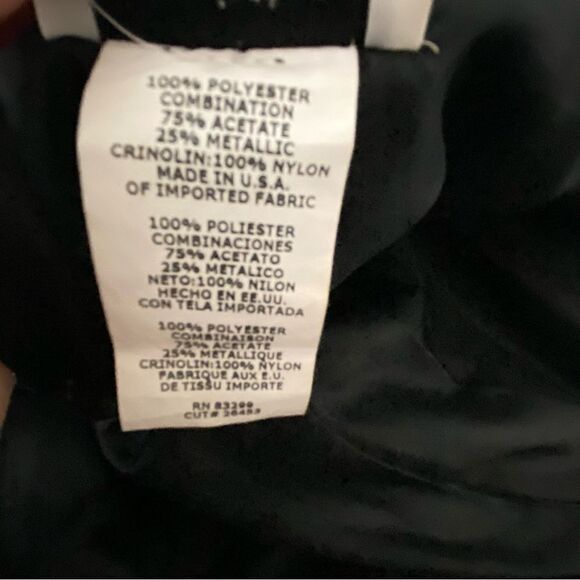 100% POLYESTER
COMBINATION
75% ACETATE
25% METALLIC
CRINOLIN:100% NYLON
MADE IN U.S.A.
OF IMPORTED FABRIC
100% POLIESTER
COMBINACIONES
75% ACETATO
25% METALICO
NETO:100% NILON
HECHO EN EE.UU.
CON TELA IMPORTADA
100% POLYESTER
COMBINAISON
75% ACETATE
25% METALLIQUE
CRINOLIN:100% NYLON
FABRIQUE AUX E.U.
DE TISSU IMPORTE
RN 83299
CUT# 26453